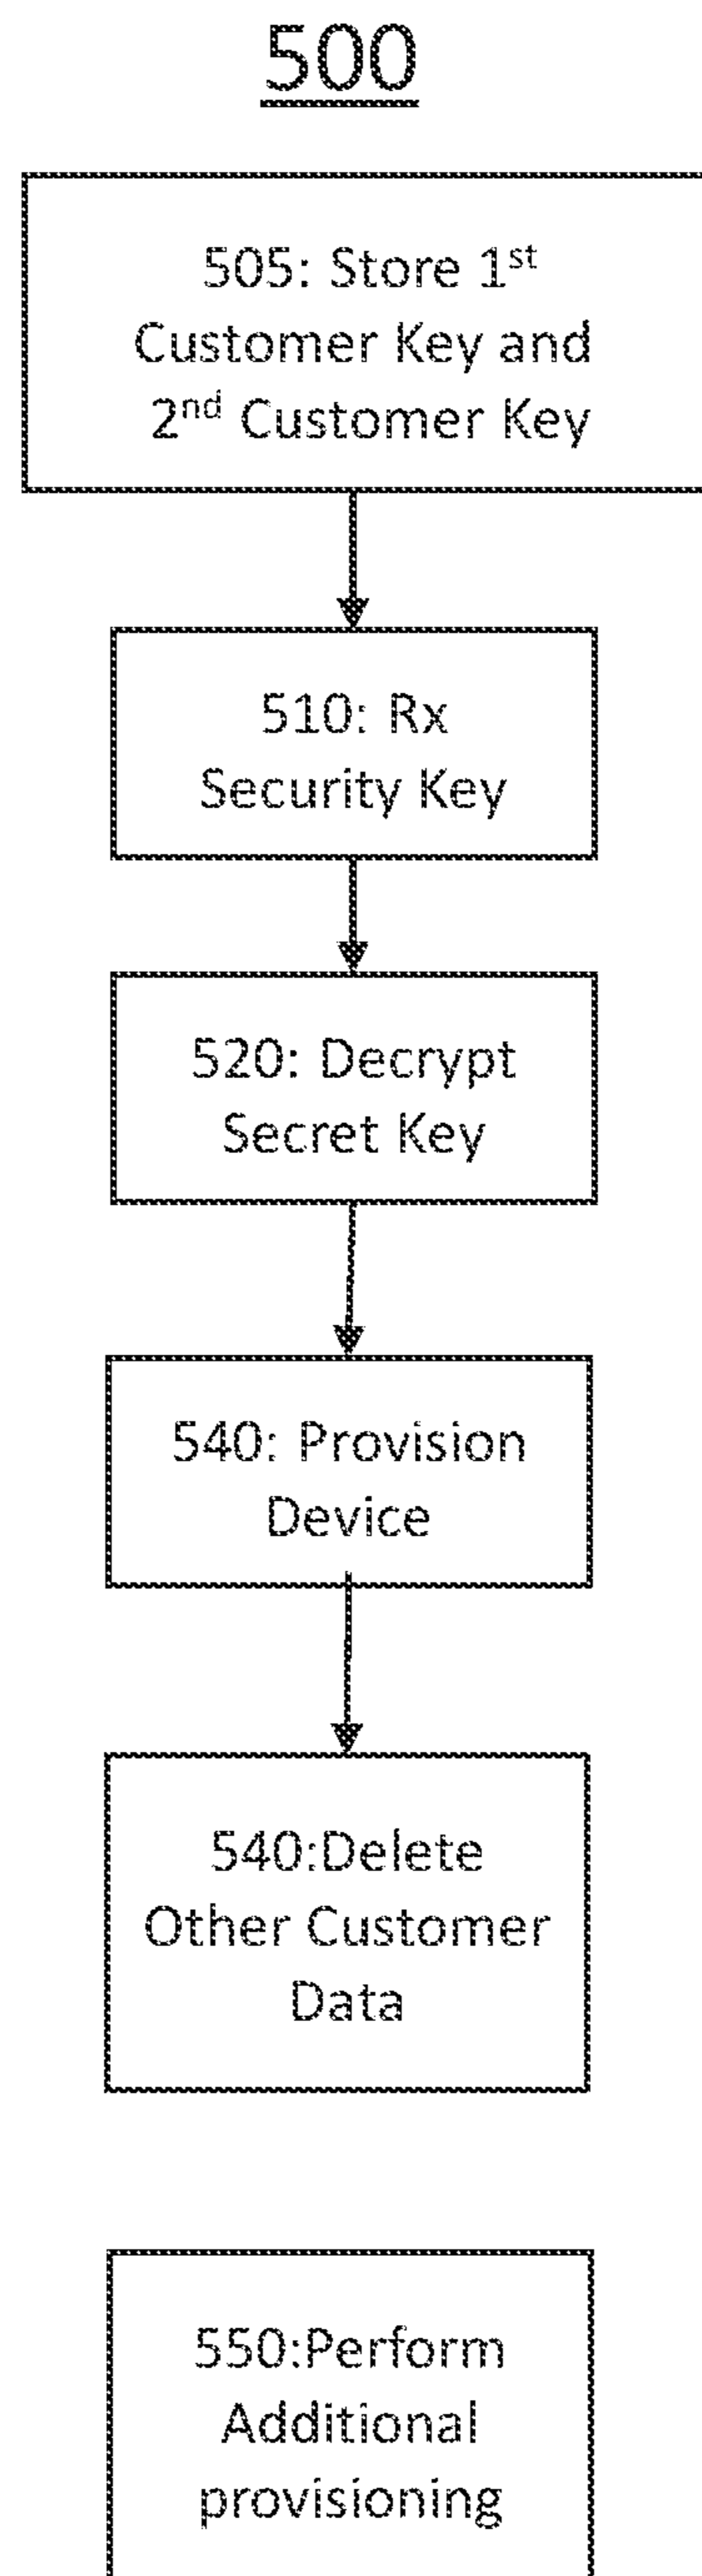 500
505: Store 1st
Customer Key and
2nd Customer Key
510: Rx
Security Key
520: Decrypt
Secret Key
540: Provision
Device
540:Delete
Other Customer
Data
550:Perform
Additional
provisioning